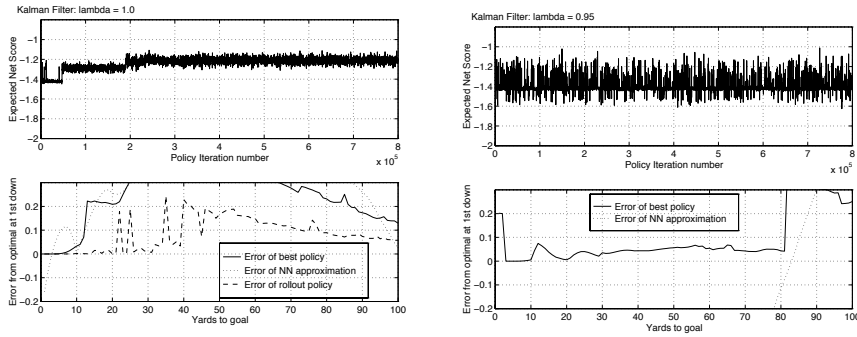 Kalman Filter: lambda = 1.0
Expected Net Score
−1
−1.2
−1.4
−1.6
−1.8
−2
0 1 2 3 4 5 6 7 8
Policy Iteration number
x 10^5
Error from optimal at 1st down
0.2
0.1
0
0.1
0.2
Error of best policy
Error of NN approximation
Error of rollout policy
0 10 20 30 40 50 60 70 80 90 100
Yards to goal
Kalman Filter: lambda = 0.95
Expected Net Score
−1
−1.2
−1.4
−1.6
−1.8
−2
0 1 2 3 4 5 6 7 8
Policy Iteration number
x 10^5
Error from optimal at 1st down
0.2
0.1
0
0.1
0.2
Error of best policy
Error of NN approximation
0 10 20 30 40 50 60 70 80 90 100
Yards to goal